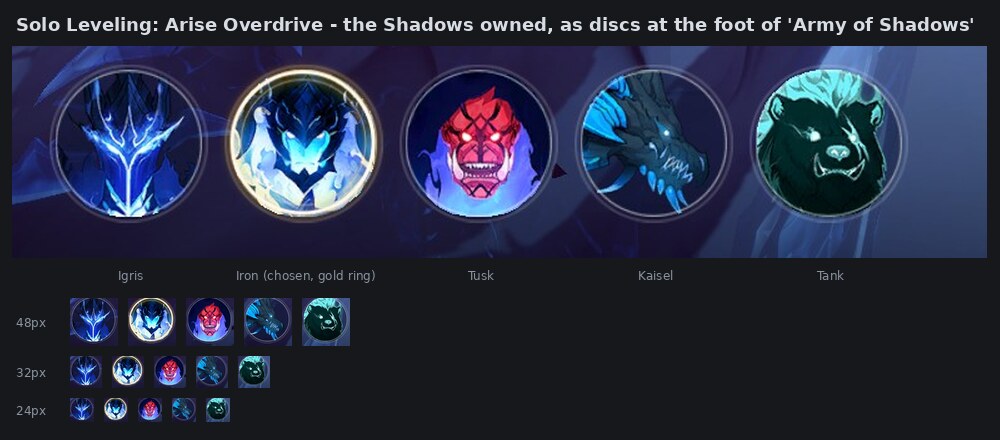 Solo Leveling: Arise Overdrive - the Shadows owned, as discs at the foot of 'Army of Shadows'
Igris
Iron (chosen, gold ring)
Tusk
Kaisel
Tank
48px
32px
24px